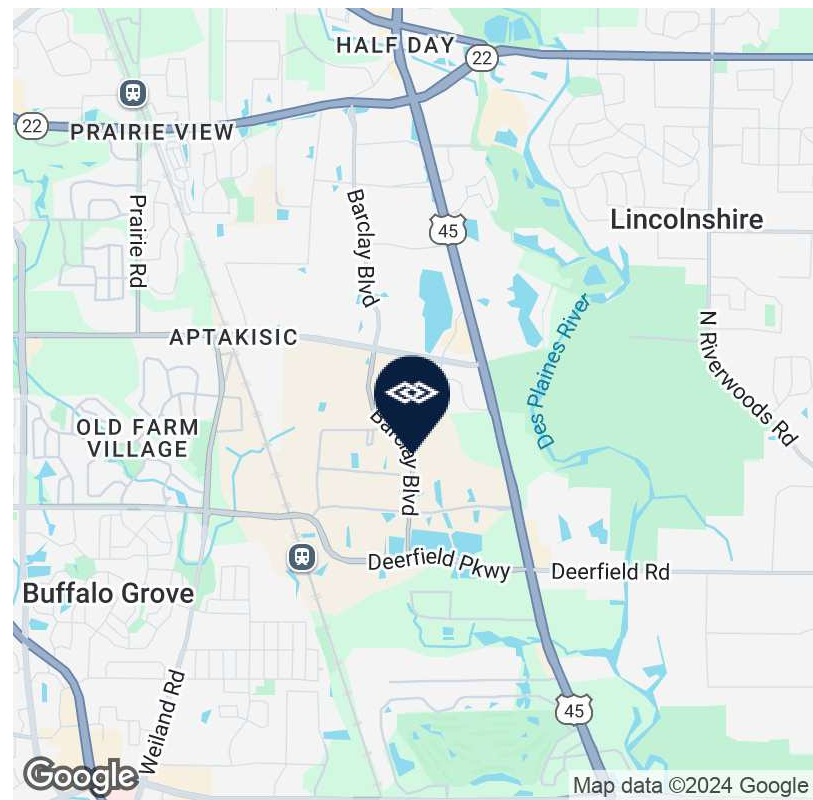 HALF DAY
22
22
PRAIRIE VIEW
Prairie Rd
Barclay Blvd
45
Lincolnshire
Des Plaines River
N Riverwoods Rd
APTAKISIC
OLD FARM
VILLAGE
Barclay Blvd
Deerfield Pkwy
Deerfield Rd
Buffalo Grove
Weiland Rd
45
Google
Map data ©2024 Google